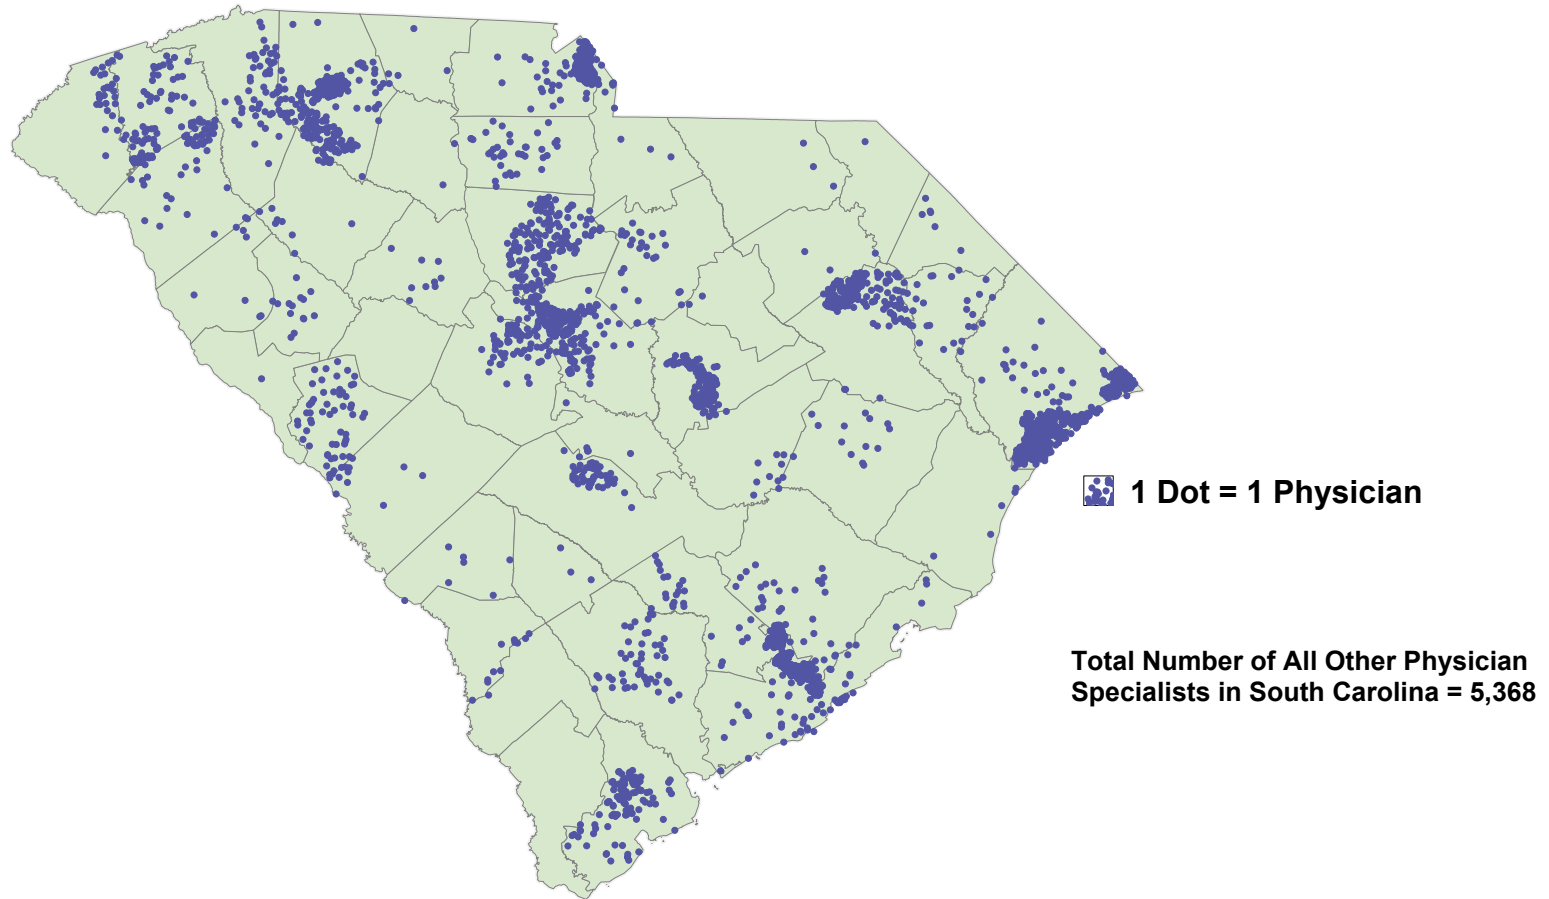 1 Dot = 1 Physician
Total Number of All Other Physician
Specialists in South Carolina = 5,368